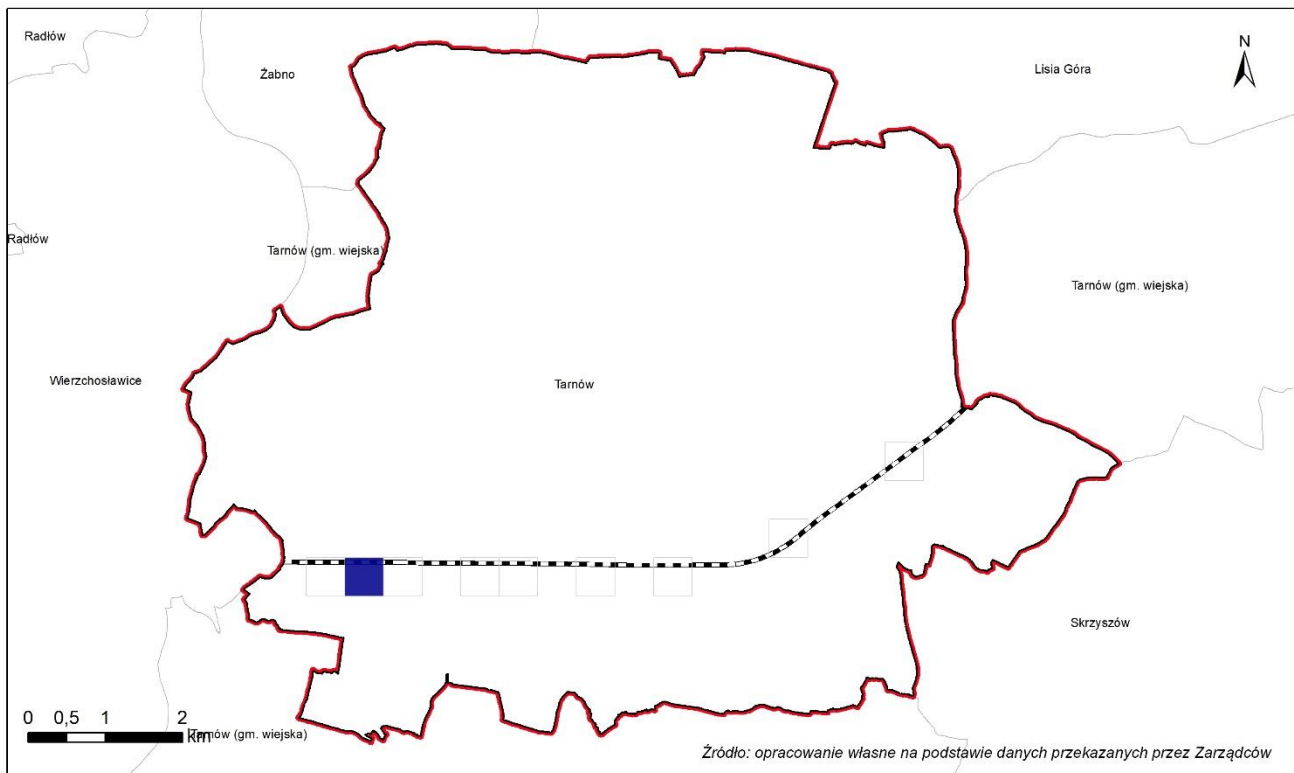 Radłów
N
Żabno
Lisia Góra
Radłów
Tarnów (gm. wiejska)
Tarnów (gm. wiejska)
Wierzchosławice
Tarnów
Skrzyszów
0 0,5 1 2
km
Tarnów (gm. wiejska)
Źródło: opracowanie własne na podstawie danych przekazanych przez Zarządców